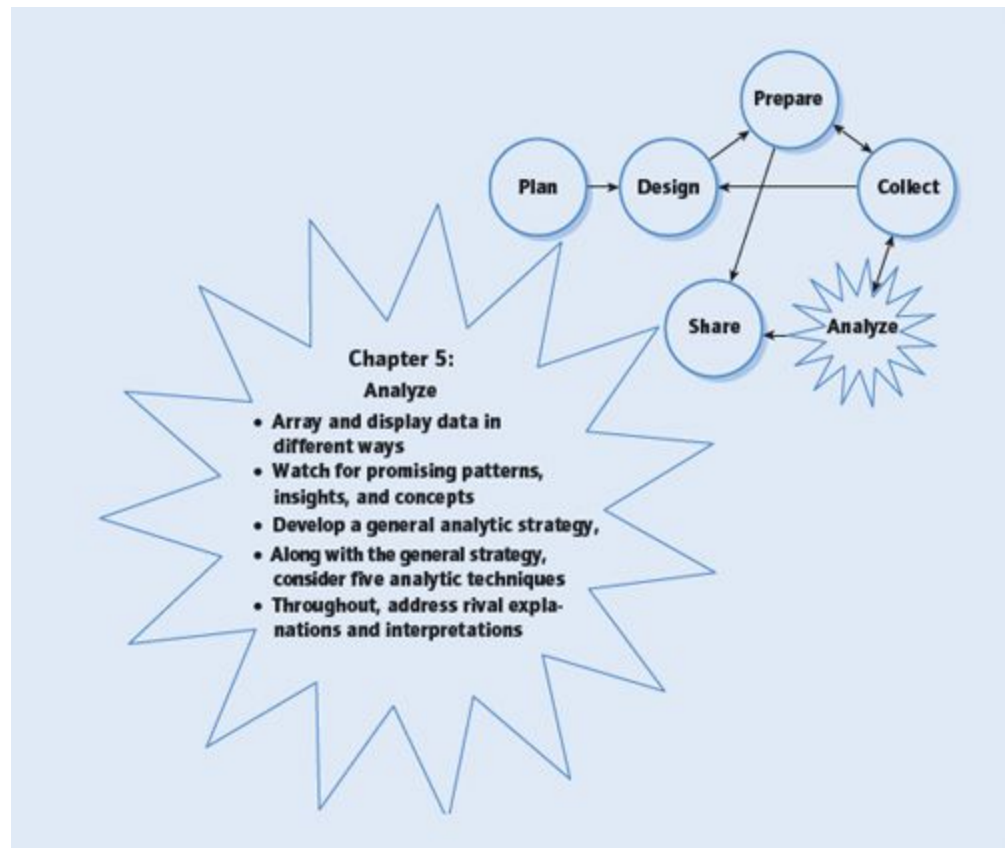 Prepare
Plan
Design
Collect
Share
Analyze
Chapter 5:
Analyze
• Array and display data in
different ways
• Watch for promising patterns,
insights, and concepts
• Develop a general analytic strategy,
• Along with the general strategy,
consider five analytic techniques
• Throughout, address rival expla-
nations and interpretations